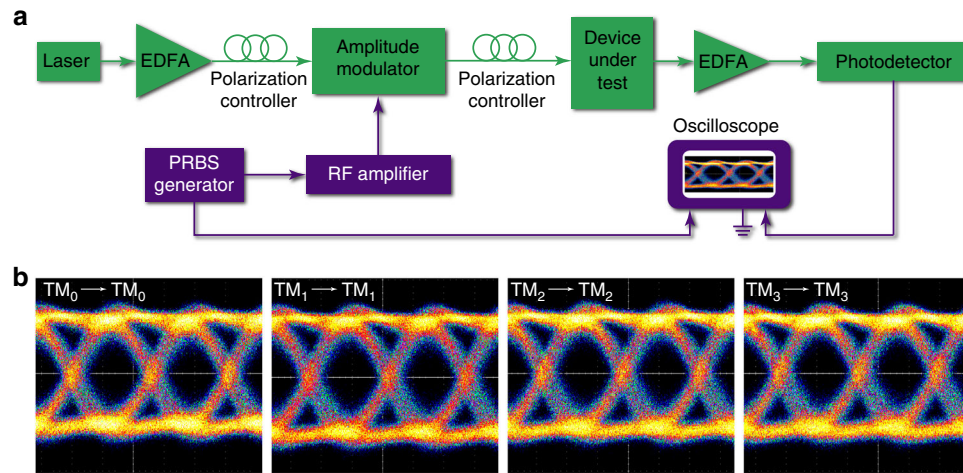 a
Laser
EDFA
Polarization
controller
Amplitude
modulator
Polarization
controller
Device
under
test
EDFA
Photodetector
PRBS
generator
RF amplifier
Oscilloscope
b
TM₀ → TM₀
TM₁ → TM₁
TM₂ → TM₂
TM₃ → TM₃